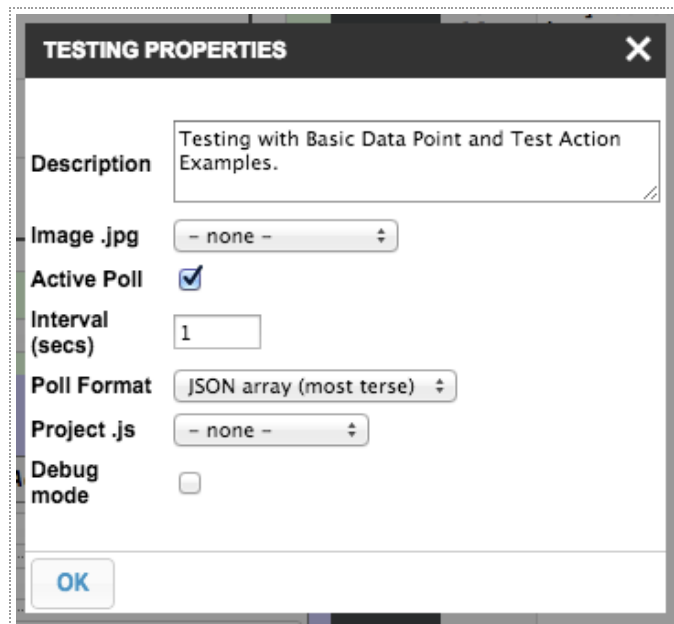 TESTING PROPERTIES
Description
Testing with Basic Data Point and Test Action
Examples.
Image .jpg
– none –
Active Poll
Interval
(secs)
1
Poll Format
JSON array (most terse)
Project .js
– none –
Debug
mode
OK